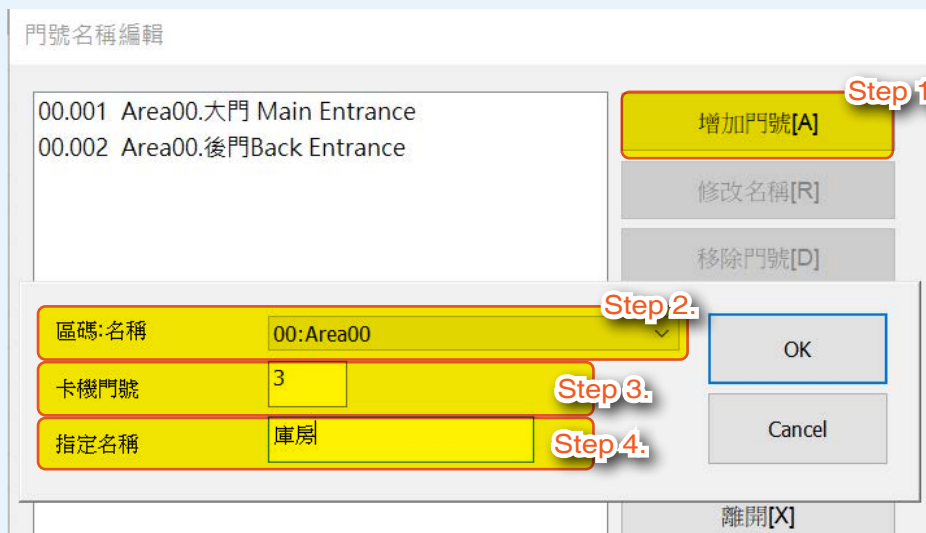 門號名稱編輯
00.001 Area00.大門 Main Entrance
00.002 Area00.後門Back Entrance
Step 1
增加門號[A]
修改名稱[R]
移除門號[D]
Step 2.
區碼:名稱 00:Area00
OK
卡機門號 3 Step 3.
指定名稱 庫房 Step 4.
Cancel
離開[X]